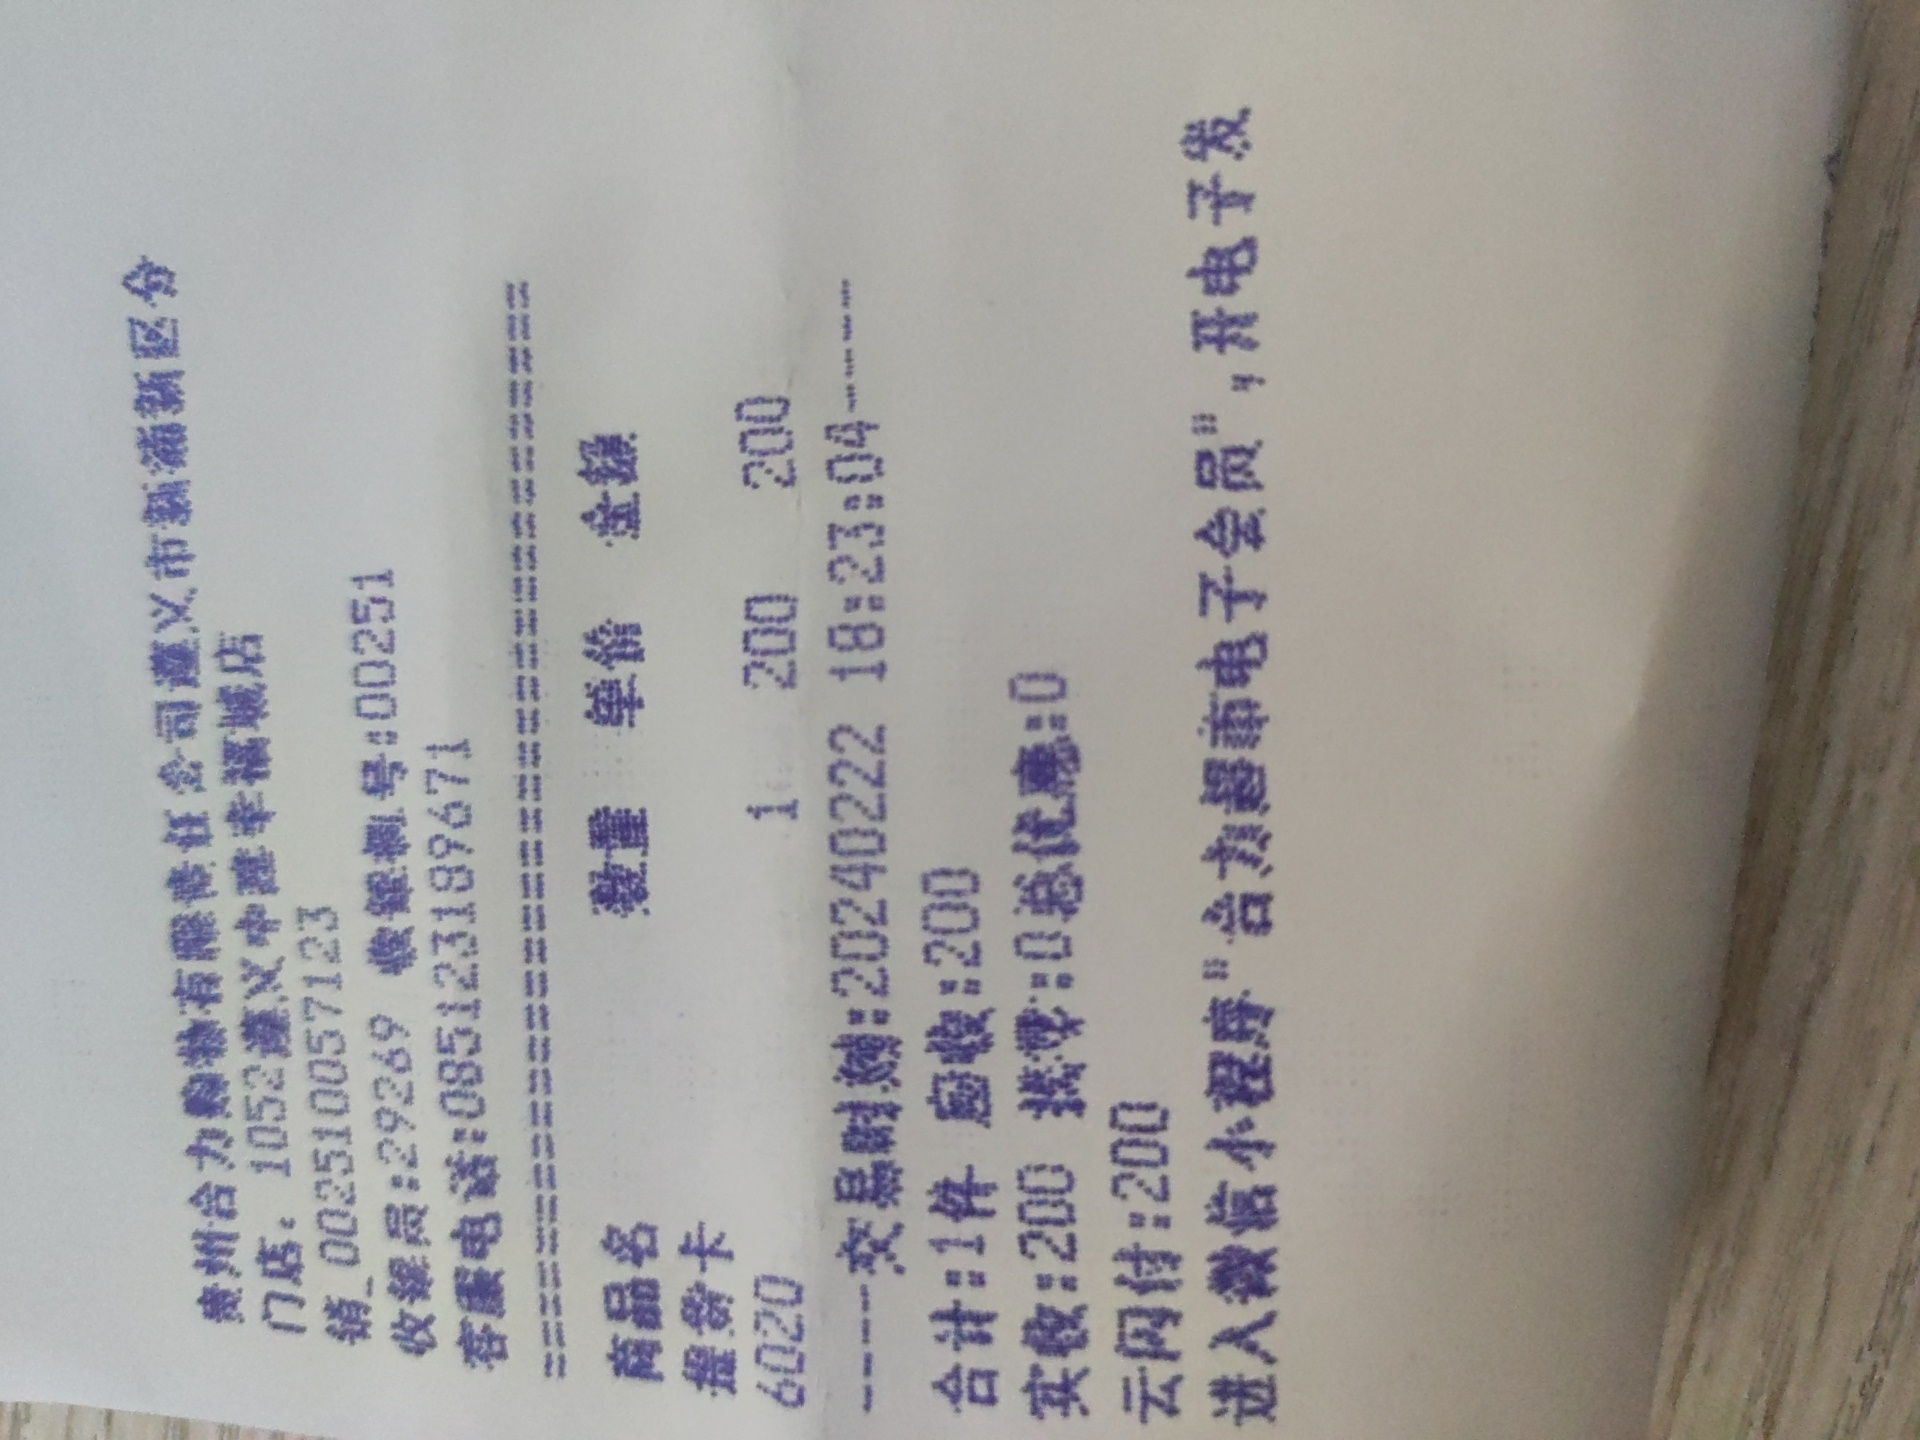 贵州合力购物有限责任公司遵义市新浦新区分
门店: 1052遵义中建幸福城店
销_002510057123
收银员:29269 收银机号:00251
客服电话:085123189671
================================
商品名 数量 单价 金额
提货卡
6020 1 200 200
-----交易时间:20240222 18:23:04-----
合计:1件 应收:200
实收:200 找零:0总优惠:0
云网付:200
进入微信小程序"合力超市电子会员",开电子发